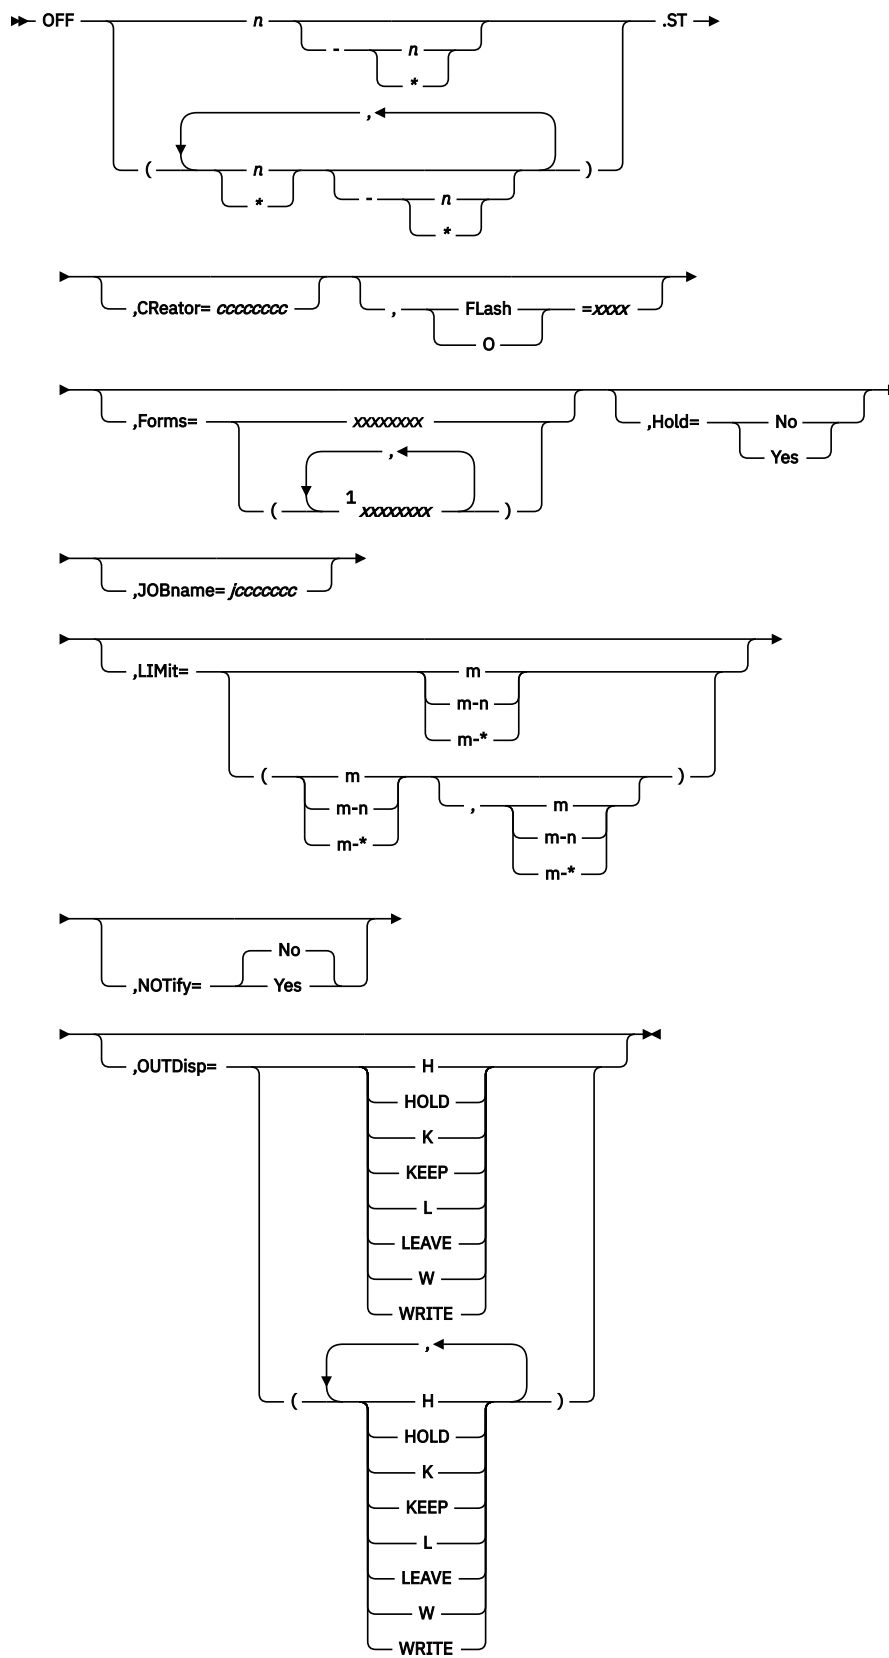 OFF n .ST
- n
*
,
( n )
* - n
*
,CReator= cccccccc , FLash =xxxx
O
,Forms= xxxxxxxx ,Hold= No
Yes
,
( 1 xxxxxxxx )
,JOBname= jccccccc
,LIMit= m
m-n
m-*
( m )
m-n , m
m-* m-n
m-*
No
,NOTify= Yes
,OUTDisp= H
HOLD
K
KEEP
L
LEAVE
W
WRITE
,
( H )
HOLD
K
KEEP
L
LEAVE
W
WRITE